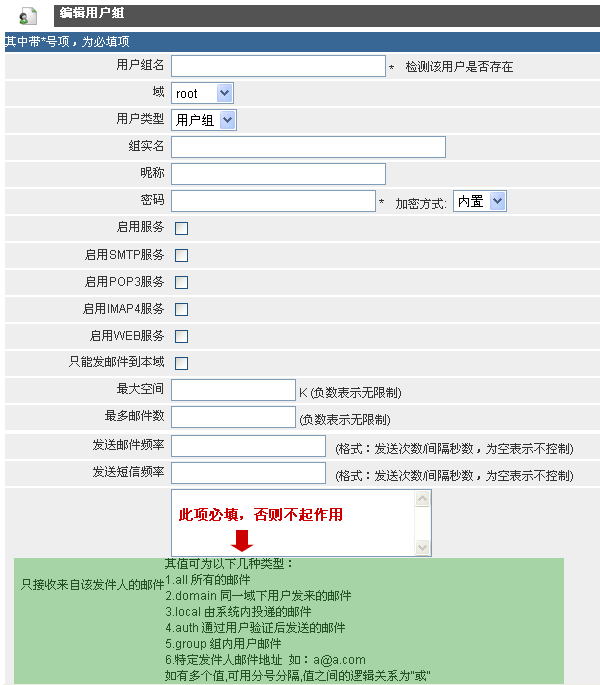 编辑用户组
其中带*号项，为必填项
用户组名 * 检测该用户是否存在
域 root
用户类型 用户组
组实名
昵称
密码 * 加密方式: 内置
启用服务
启用SMTP服务
启用POP3服务
启用IMAP4服务
启用WEB服务
只能发邮件到本域
最大空间 K (负数表示无限制)
最多邮件数 (负数表示无限制)
发送邮件频率 (格式：发送次数/间隔秒数，为空表示不控制)
发送短信频率 (格式：发送次数/间隔秒数，为空表示不控制)
此项必填，否则不起作用
只接收来自该发件人的邮件
其值可为以下几种类型：
1.all 所有的邮件
2.domain 同一域下用户发来的邮件
3.local 由系统内投递的邮件
4.auth 通过用户验证后发送的邮件
5.group 组内用户邮件
6.特定发件人邮件地址 如：a@a.com
如有多个值,可用分号分隔,值之间的逻辑关系为"或"